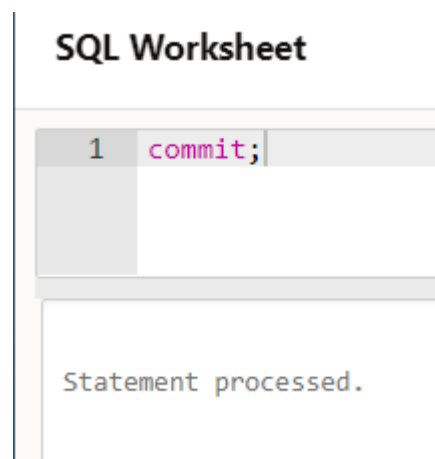 SQL Worksheet
1 commit;
Statement processed.